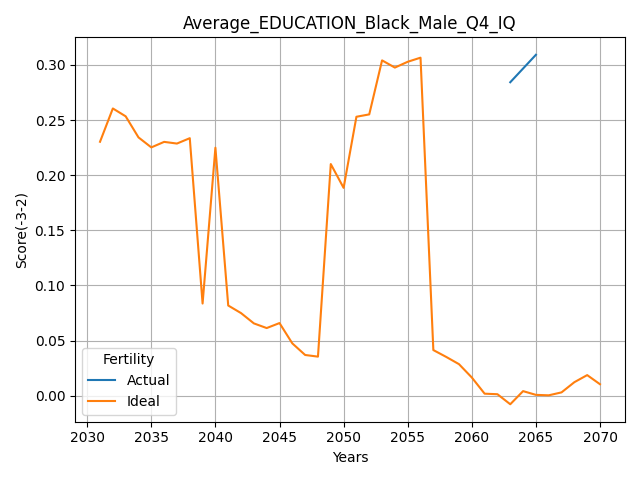 Average_EDUCATION_Black_Male_Q4_IQ
0.30
0.25
0.20
0.15
0.10
0.05
0.00
Score(-3-2)
Fertility
Actual
Ideal
2030 2035 2040 2045 2050 2055 2060 2065 2070
Years